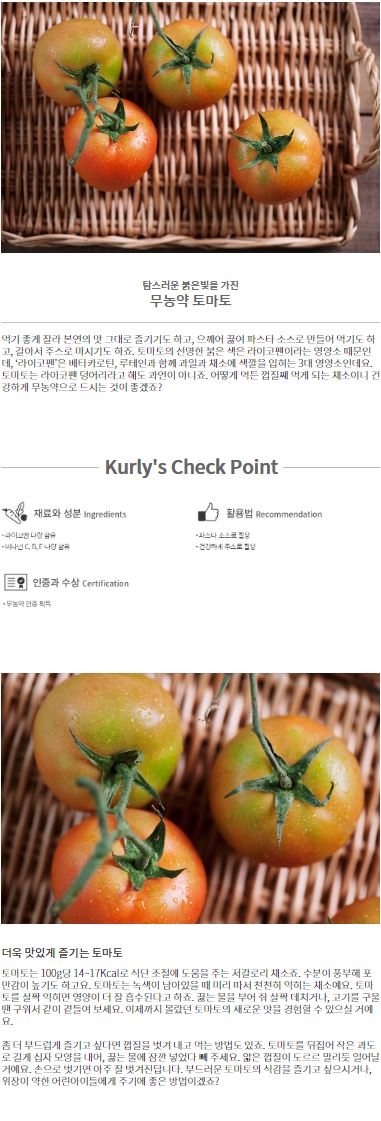 탐스러운 붉은빛을 가진
무농약 토마토
먹기 좋게 잘라 본연의 맛 그대로 즐기기도 하고, 으깨어 끓여 파스타 소스로 만들어 먹기도 하
고, 갈아서 주스로 마시기도 하죠. 토마토의 선명한 붉은 색은 라이코펜이라는 영양소 때문인
데, ‘라이코펜’은 베타카로틴, 루테인과 함께 과일과 채소에 색깔을 입히는 3대 영양소인데요.
토마토는 라이코펜 덩어리라고 해도 과언이 아니죠. 어떻게 먹든 껍질째 먹게 되는 채소이니 건
강하게 무농약으로 드시는 것이 좋겠죠?
Kurly's Check Point
재료와 성분 Ingredients
• 라이코펜 다량 함유
• 비타민 C, B, E 다량 함유
활용법 Recommendation
• 파스타 소스로 활용
• 건강하게 주스로 활용
인증과 수상 Certification
• 무농약 인증 획득
더욱 맛있게 즐기는 토마토
토마토는 100g당 14~17Kcal로 식단 조절에 도움을 주는 저칼로리 채소죠. 수분이 풍부해 포
만감이 높기도 하고요. 토마토는 녹색이 남아있을 때 미리 따서 천천히 익히는 채소예요. 토마
토를 살짝 익히면 영양이 더 잘 흡수된다고 하죠. 끓는 물을 부어 줘 살짝 데치거나, 고기를 구울
땐 구워서 같이 곁들여 보세요. 이제까지 몰랐던 토마토의 새로운 맛을 경험할 수 있으실 거예
요.
좀 더 부드럽게 즐기고 싶다면 껍질을 벗겨 내고 먹는 방법도 있죠. 토마토를 뒤집어 작은 과도
로 길게 십자 모양을 내어, 끓는 물에 잠깐 넣었다 빼 주세요. 얇은 껍질이 도르르 말리듯 일어날
거예요. 손으로 벗기면 아주 잘 벗겨진답니다. 부드러운 토마토의 식감을 즐기고 싶으시거나,
위장이 약한 어린아이들에게 주기에 좋은 방법이겠죠?